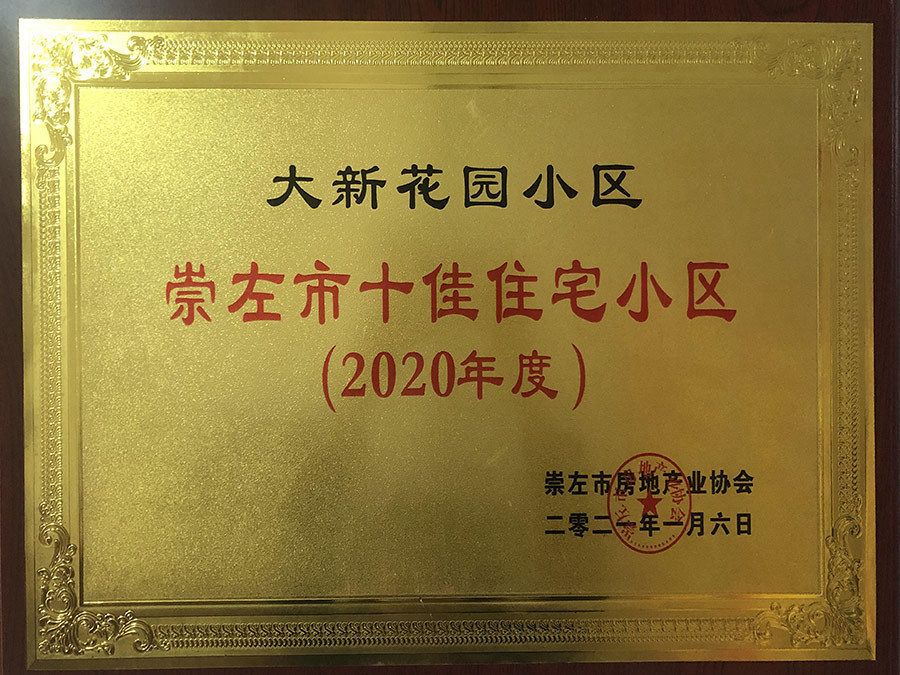 大新花园小区
崇左市十佳住宅小区
(2020年度)
崇左市房地产业协会
二零二一年一月六日